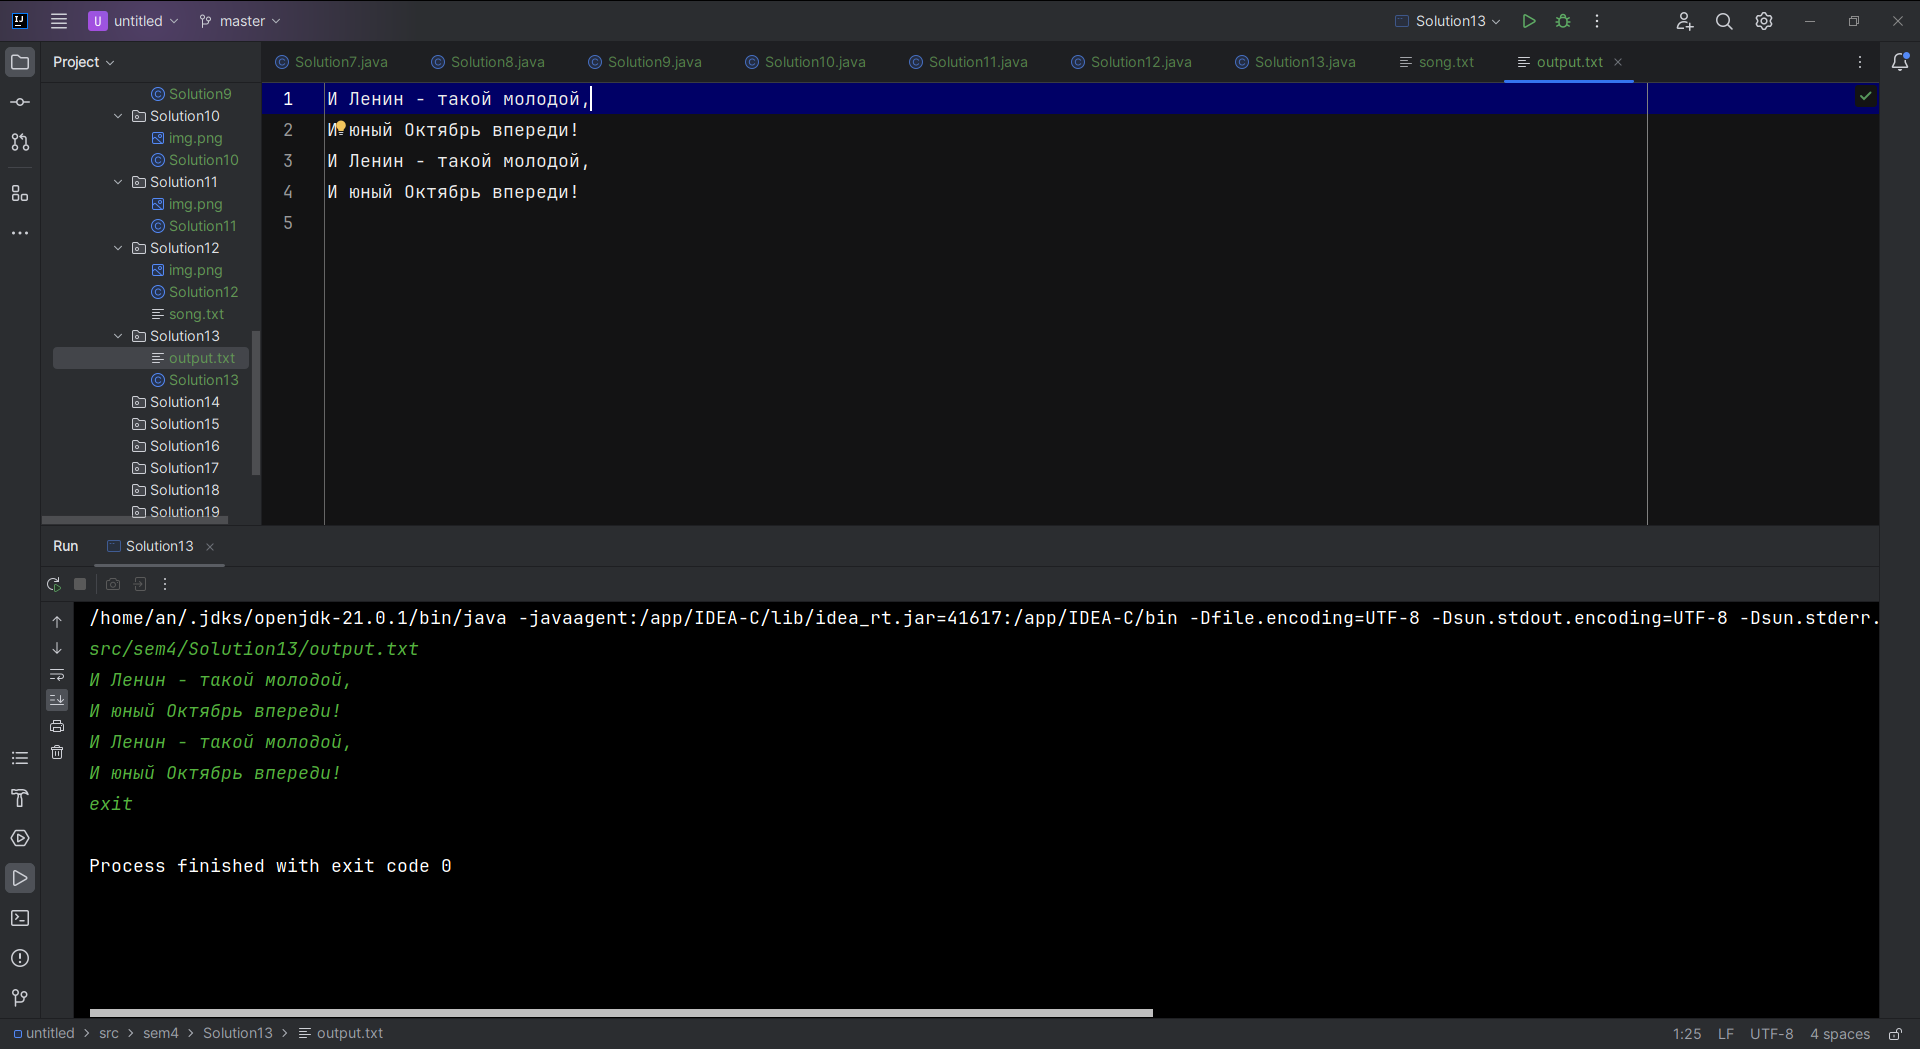 IJ
U untitled master Solution13
Project
Solution7.java Solution8.java Solution9.java Solution10.java Solution11.java Solution12.java Solution13.java song.txt output.txt
Solution9
Solution10
img.png
Solution10
Solution11
img.png
Solution11
Solution12
img.png
Solution12
song.txt
Solution13
output.txt
Solution13
Solution14
Solution15
Solution16
Solution17
Solution18
Solution19
1 И Ленин - такой молодой,
2 И юный Октябрь впереди!
3 И Ленин - такой молодой,
4 И юный Октябрь впереди!
5
Run Solution13
/home/an/.jdks/openjdk-21.0.1/bin/java -javaagent:/app/IDEA-C/lib/idea_rt.jar=41617:/app/IDEA-C/bin -Dfile.encoding=UTF-8 -Dsun.stdout.encoding=UTF-8 -Dsun.stderr.
src/sem4/Solution13/output.txt
И Ленин - такой молодой,
И юный Октябрь впереди!
И Ленин - такой молодой,
И юный Октябрь впереди!
exit
Process finished with exit code 0
untitled > src > sem4 > Solution13 > output.txt
1:25 LF UTF-8 4 spaces